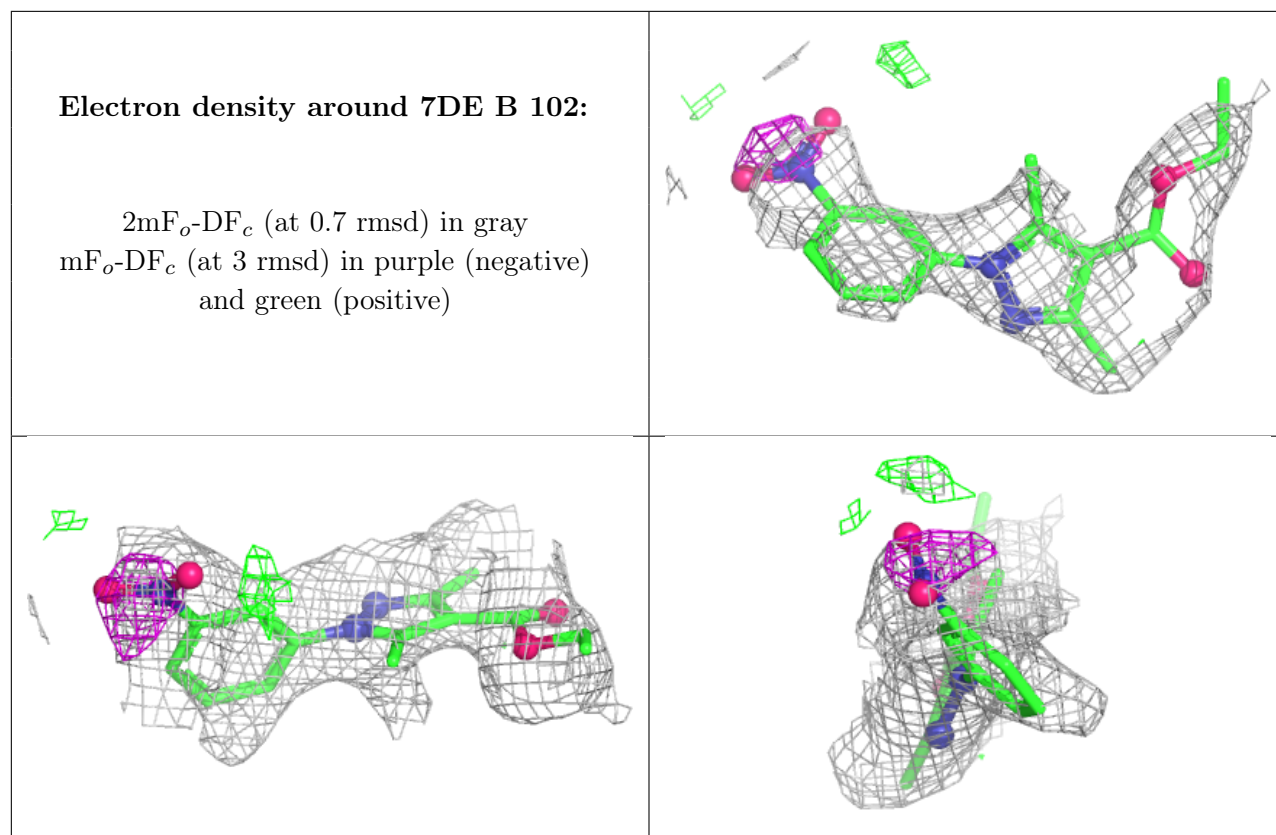 Electron density around 7DE B 102:
2mFo-DFc (at 0.7 rmsd) in gray
mFo-DFc (at 3 rmsd) in purple (negative)
and green (positive)